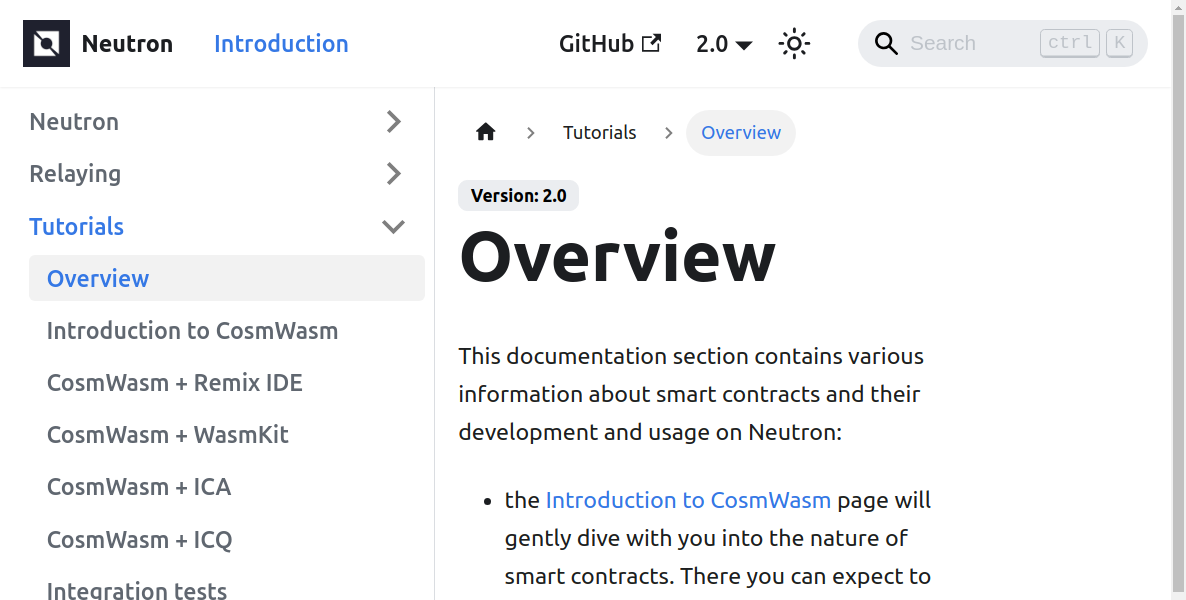 Neutron Introduction GitHub 2.0 Search ctrl K
Neutron
Relaying
Tutorials
Overview
Introduction to CosmWasm
CosmWasm + Remix IDE
CosmWasm + WasmKit
CosmWasm + ICA
CosmWasm + ICQ
Integration tests
Tutorials Overview
Version: 2.0
Overview
This documentation section contains various
information about smart contracts and their
development and usage on Neutron:
• the Introduction to CosmWasm page will
gently dive with you into the nature of
smart contracts. There you can expect to